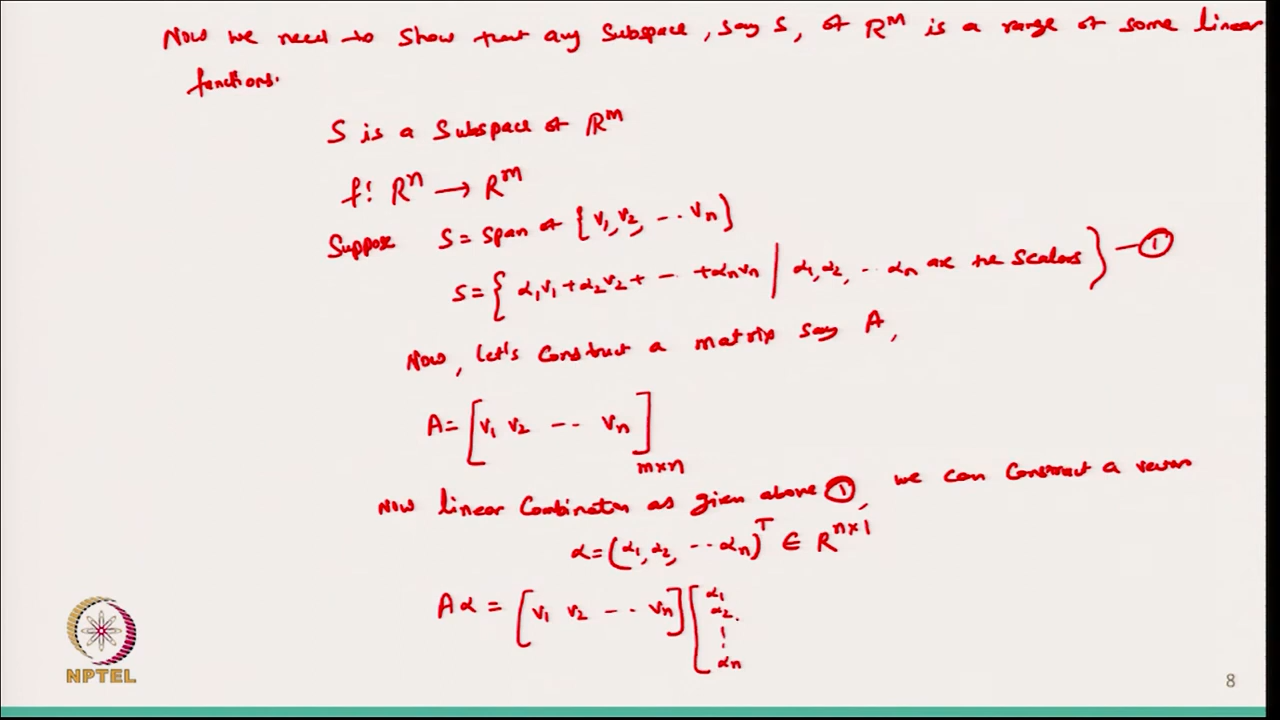 Now we need to show that any subspace, say S, of R^m is a range of some linear
functions.
S is a subspace of R^m
f: R^n → R^m
Suppose S = span of {v₁, v₂, -.. vₙ}
S = { α₁v₁ + α₂v₂ + -- + αₙvₙ | α₁, α₂, -.. αₙ are the scalars } — ①
Now, let's construct a matrix say A,
A = [v₁ v₂ -- .. vₙ]
m×n
Now linear combination as given above ①, we can construct a
α = (α₁, α₂, -.. αₙ)^T ∈ R^{n×1}
Aα = [v₁ v₂ -- .. vₙ] [α₁
α₂
⋮
αₙ
NPTEL
8